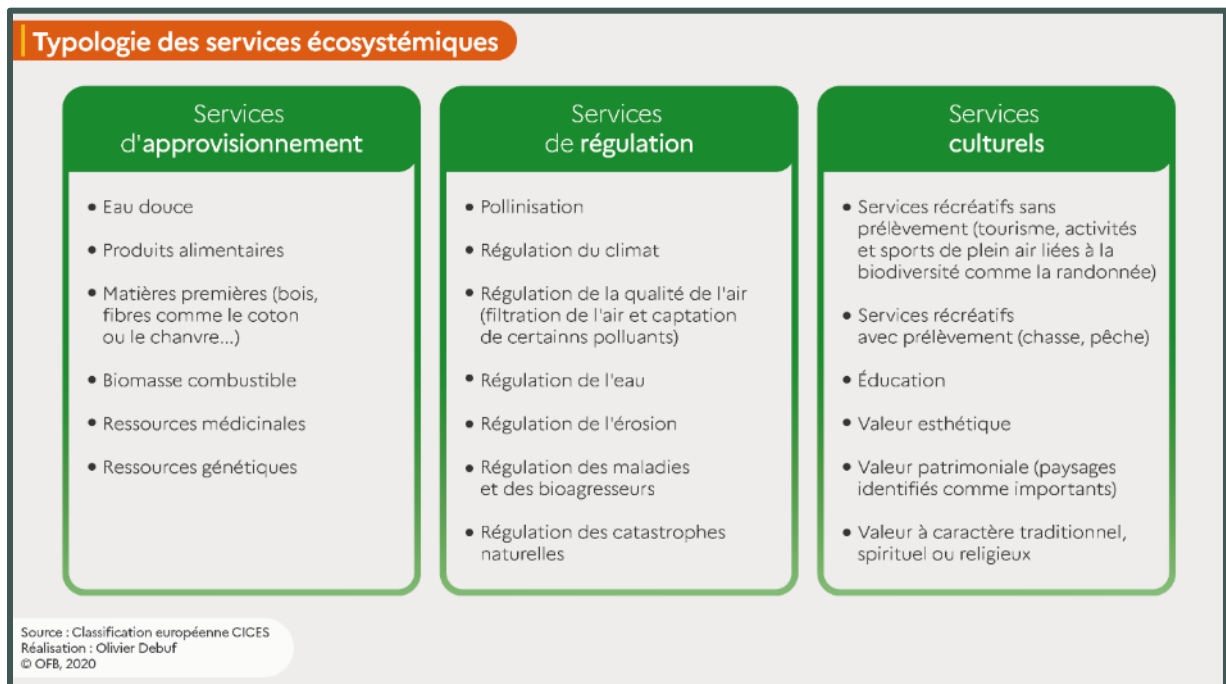 Typologie des services écosystémiques
Services
d'approvisionnement
• Eau douce
• Produits alimentaires
• Matières premières (bois,
fibres comme le coton
ou le chanvre...)
• Biomasse combustible
• Ressources médicinales
• Ressources génétiques
Services
de régulation
• Pollinisation
• Régulation du climat
• Régulation de la qualité de l'air
(filtration de l'air et captation
de certainns polluants)
• Régulation de l'eau
• Régulation de l'érosion
• Régulation des maladies
et des bioagresseurs
• Régulation des catastrophes
naturelles
Services
culturels
• Services récréatifs sans
prélèvement (tourisme, activités
et sports de plein air liées à la
biodiversité comme la randonnée)
• Services récréatifs
avec prélèvement (chasse, pêche)
• Éducation
• Valeur esthétique
• Valeur patrimoniale (paysages
identifiés comme importants)
• Valeur à caractère traditionnel,
spirituel ou religieux
Source : Classification européenne CICES
Réalisation : Olivier Debuf
© OFB, 2020